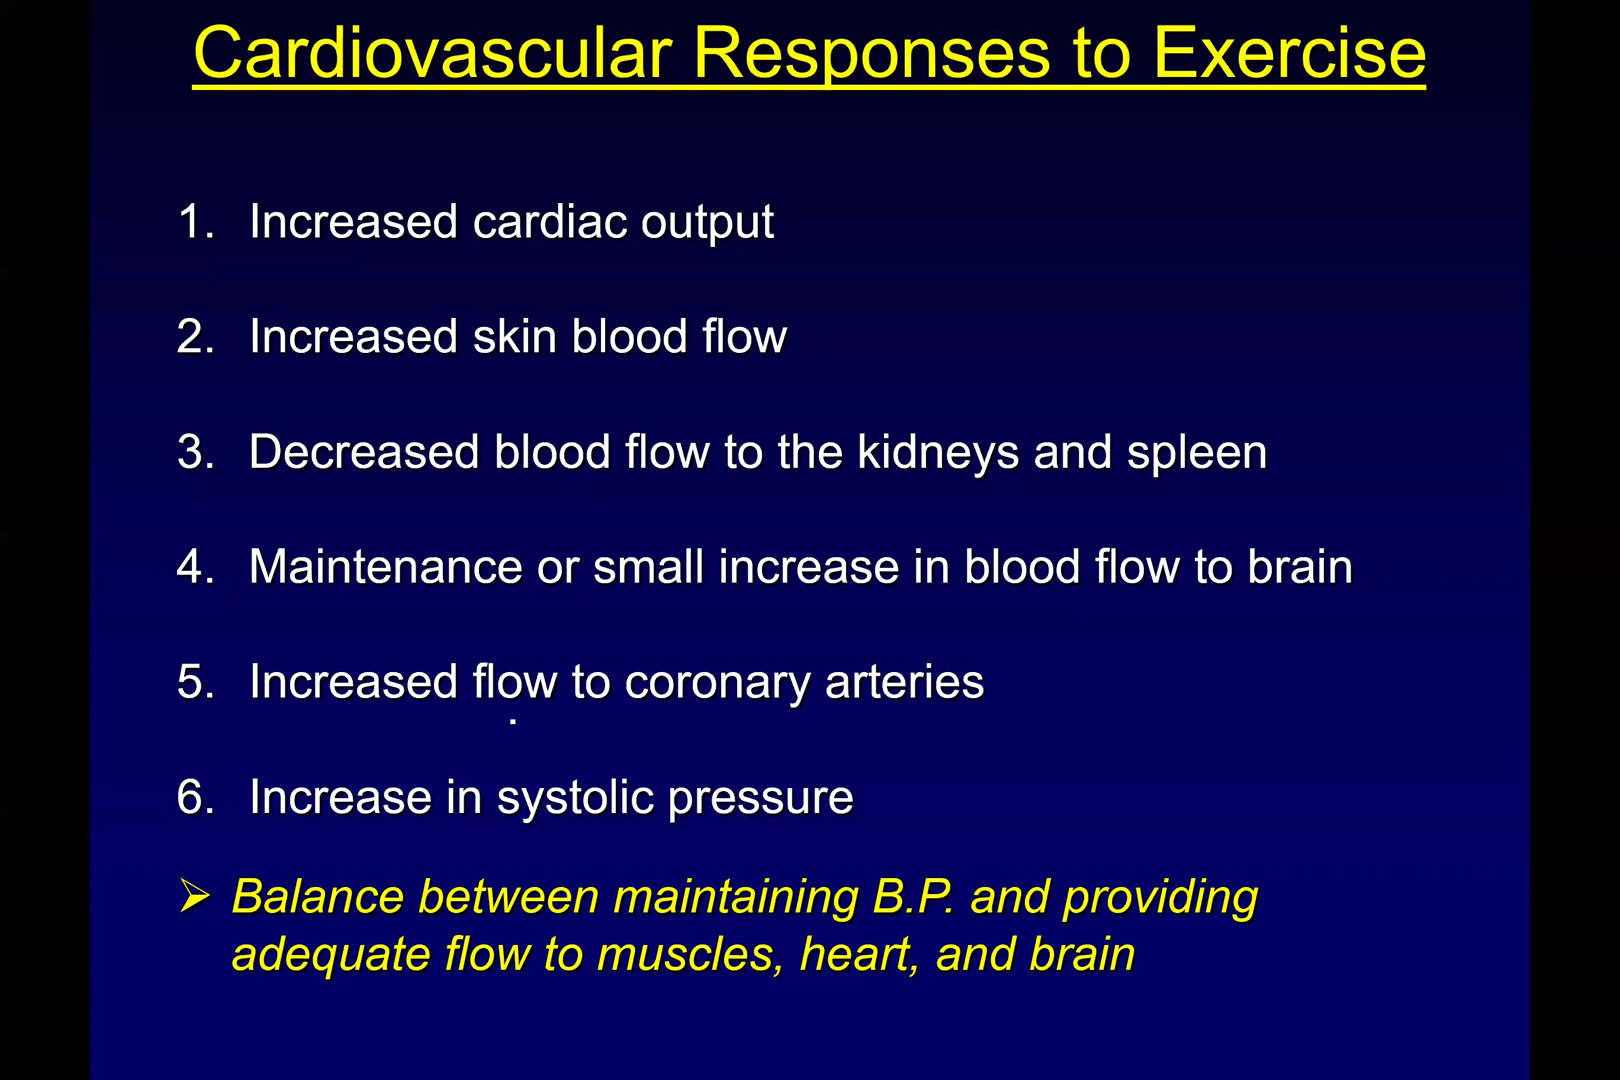 Cardiovascular Responses to Exercise
1. Increased cardiac output
2. Increased skin blood flow
3. Decreased blood flow to the kidneys and spleen
4. Maintenance or small increase in blood flow to brain
5. Increased flow to coronary arteries
6. Increase in systolic pressure
➢ Balance between maintaining B.P. and providing
adequate flow to muscles, heart, and brain